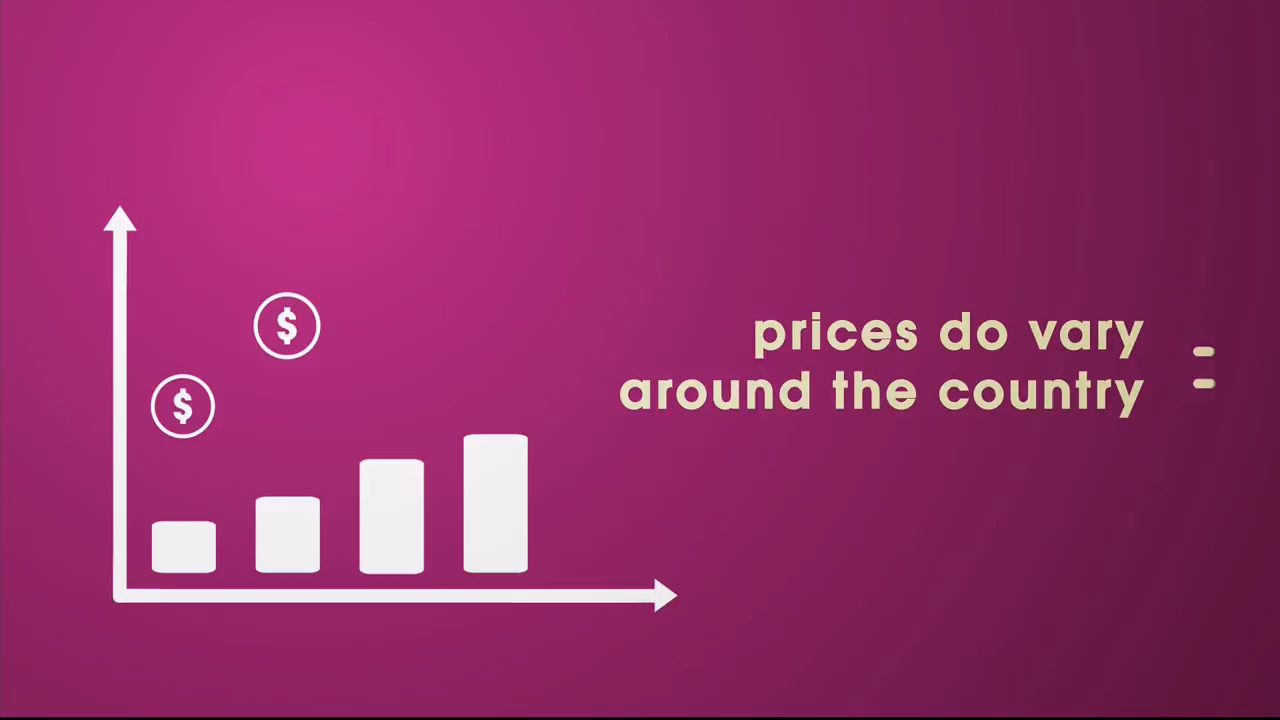 $
$
prices do vary
around the country